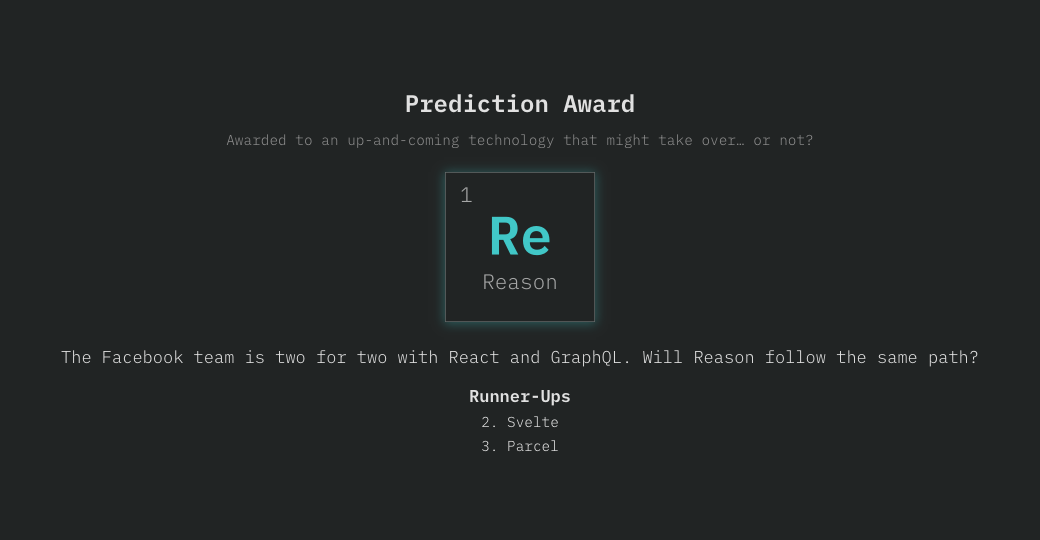 Prediction Award
Awarded to an up-and-coming technology that might take over… or not?
1
Re
Reason
The Facebook team is two for two with React and GraphQL. Will Reason follow the same path?
Runner-Ups
2. Svelte
3. Parcel